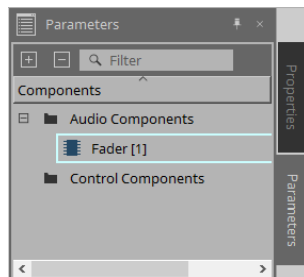 Parameters
Filter
Components
Audio Components
Fader [1]
Control Components
Properties
Parameters